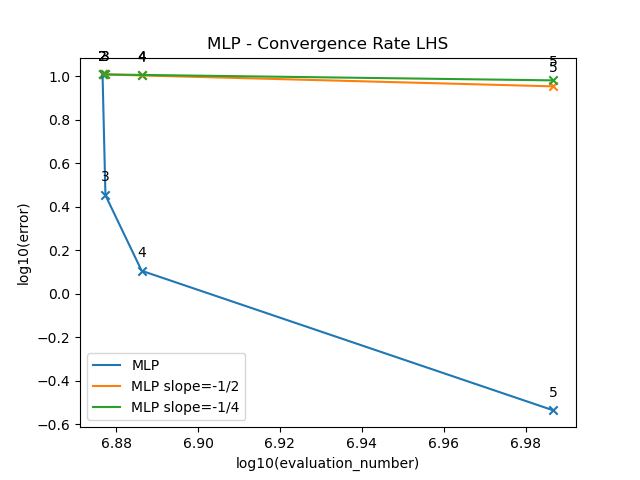 MLP - Convergence Rate LHS
2 3 4 5
5
1.0
0.8
0.6
0.4
0.2
0.0
−0.2
−0.4
−0.6
log10(error)
3
4
5
MLP
MLP slope=-1/2
MLP slope=-1/4
6.88 6.90 6.92 6.94 6.96 6.98
log10(evaluation_number)